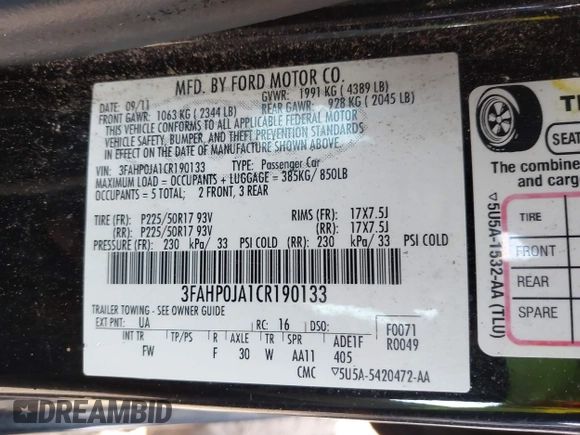 MFD. BY FORD MOTOR CO.
DATE: 09/11 GVWR: 1991 KG ( 4389 LB)
FRONT GAWR: 1063 KG ( 2344 LB) REAR GAWR: 928 KG ( 2045 LB)
THIS VEHICLE CONFORMS TO ALL APPLICABLE FEDERAL MOTOR
VEHICLE SAFETY, BUMPER, AND THEFT PREVENTION STANDARDS
IN EFFECT ON THE DATE OF MANUFACTURE SHOWN ABOVE.
VIN: 3FAHP0JA1CR190133 TYPE: Passenger Car
MAXIMUM LOAD = OCCUPANTS + LUGGAGE = 385KG/ 850LB
OCCUPANTS = 5 TOTAL; 2 FRONT, 3 REAR
TIRE (FR): P225/50R17 93V RIMS (FR): 17X7.5J
(RR): P225/50R17 93V (RR): 17X7.5J
PRESSURE (FR): 230 kPa/ 33 PSI COLD (RR): 230 kPa/ 33 PSI COLD
3FAHP0JA1CR190133
TRAILER TOWING - SEE OWNER GUIDE
EXT PNT: UA RC: 16 DSO: F0071
INT TR TP/PS R AXLE TR SPR ADE1F R0049
FW F 30 W AA11 405
CMC ▽5U5A-5420472-AA
SEAT
The combine
and carg
TIRE
FRONT
REAR
SPARE
▽5U5A-1532-AA (TLU)
DREAMBID